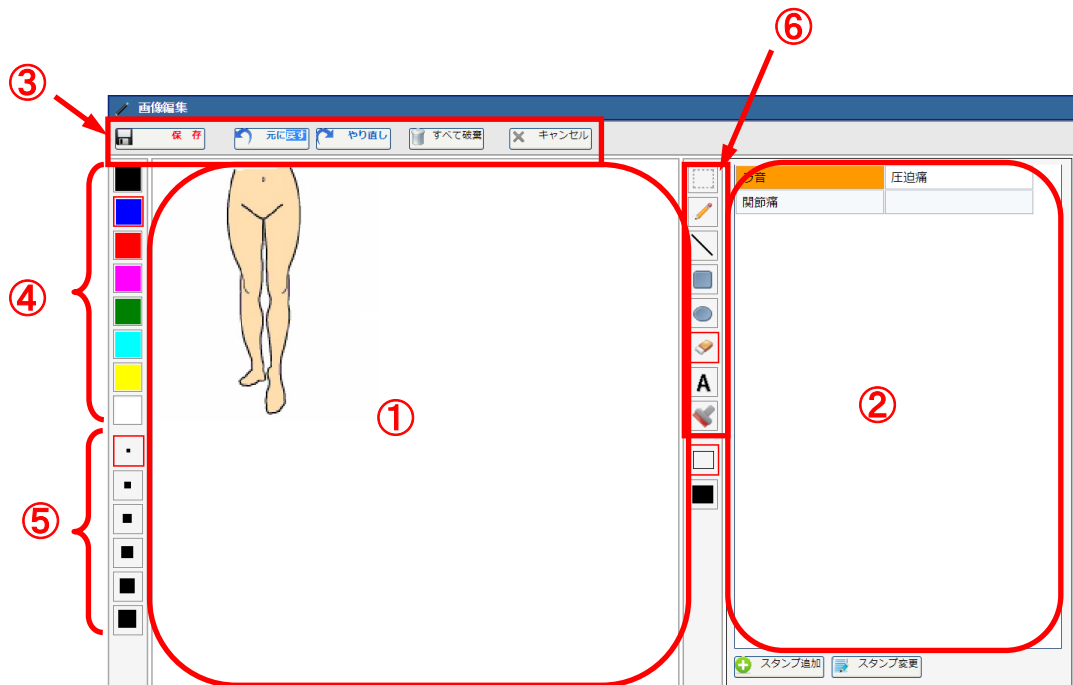 ⑥
③
画像編集
保 存 元に戻す やり直し すべて破棄 キャンセル
ラ音 圧迫痛
関節痛
④
①
②
A
⑤
スタンプ追加 スタンプ変更